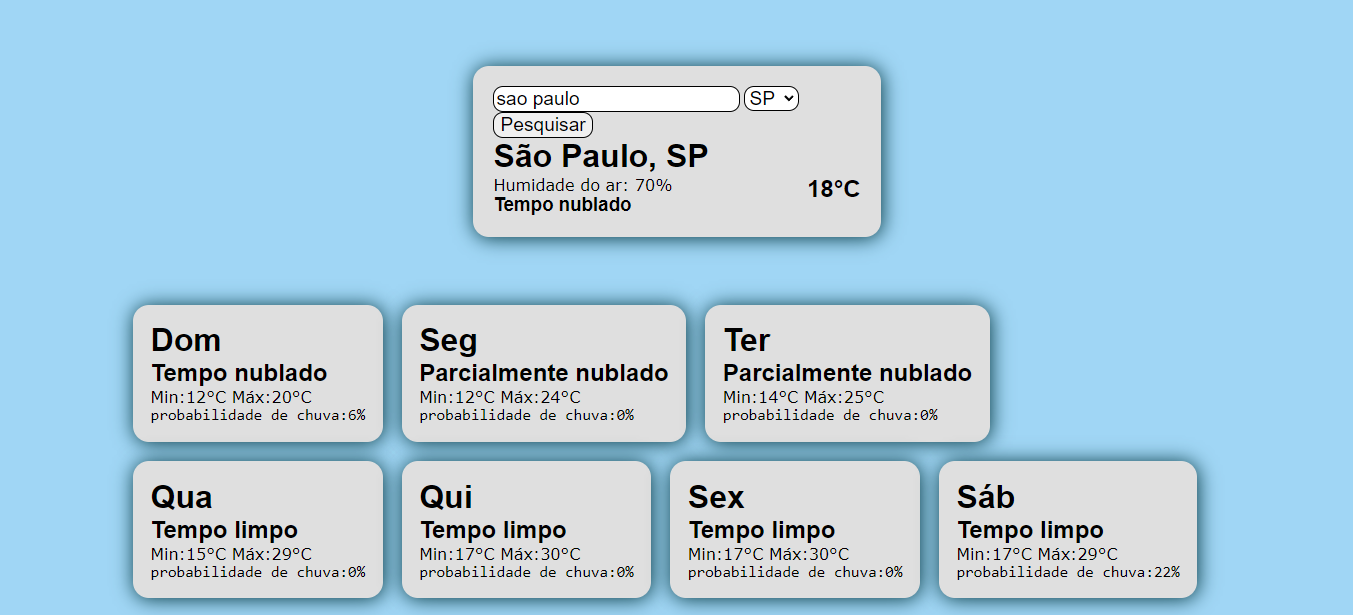 sao paulo SP
Pesquisar
São Paulo, SP
Humidade do ar: 70%
18°C
Tempo nublado
Dom
Tempo nublado
Min:12°C Máx:20°C
probabilidade de chuva:6%
Seg
Parcialmente nublado
Min:12°C Máx:24°C
probabilidade de chuva:0%
Ter
Parcialmente nublado
Min:14°C Máx:25°C
probabilidade de chuva:0%
Qua
Tempo limpo
Min:15°C Máx:29°C
probabilidade de chuva:0%
Qui
Tempo limpo
Min:17°C Máx:30°C
probabilidade de chuva:0%
Sex
Tempo limpo
Min:17°C Máx:30°C
probabilidade de chuva:0%
Sáb
Tempo limpo
Min:17°C Máx:29°C
probabilidade de chuva:22%